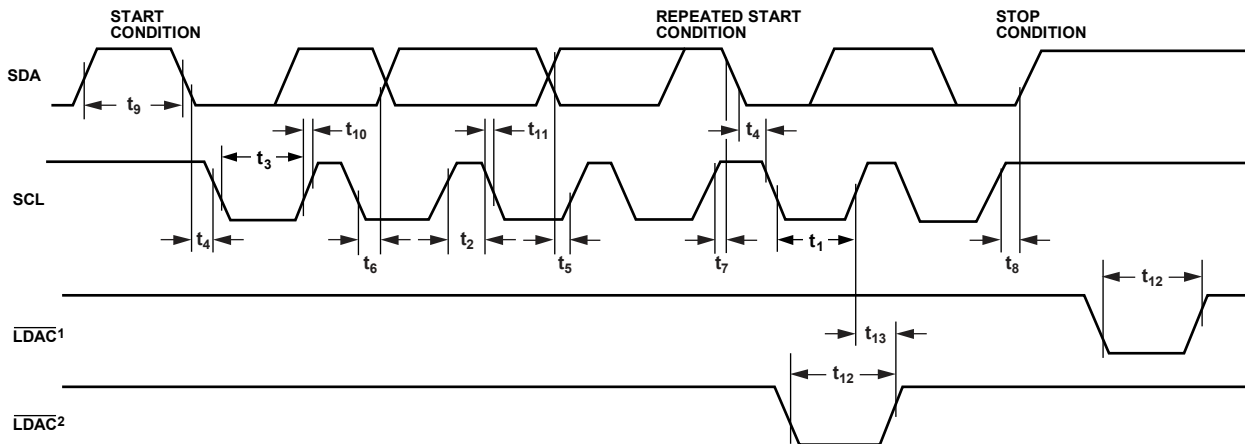 START
CONDITION
REPEATED START
CONDITION
STOP
CONDITION
SDA
t9
t10
t11
t4
t3
SCL
t4
t6
t2
t5
t7
t1
t8
t12
LDAC1
t13
t12
LDAC2